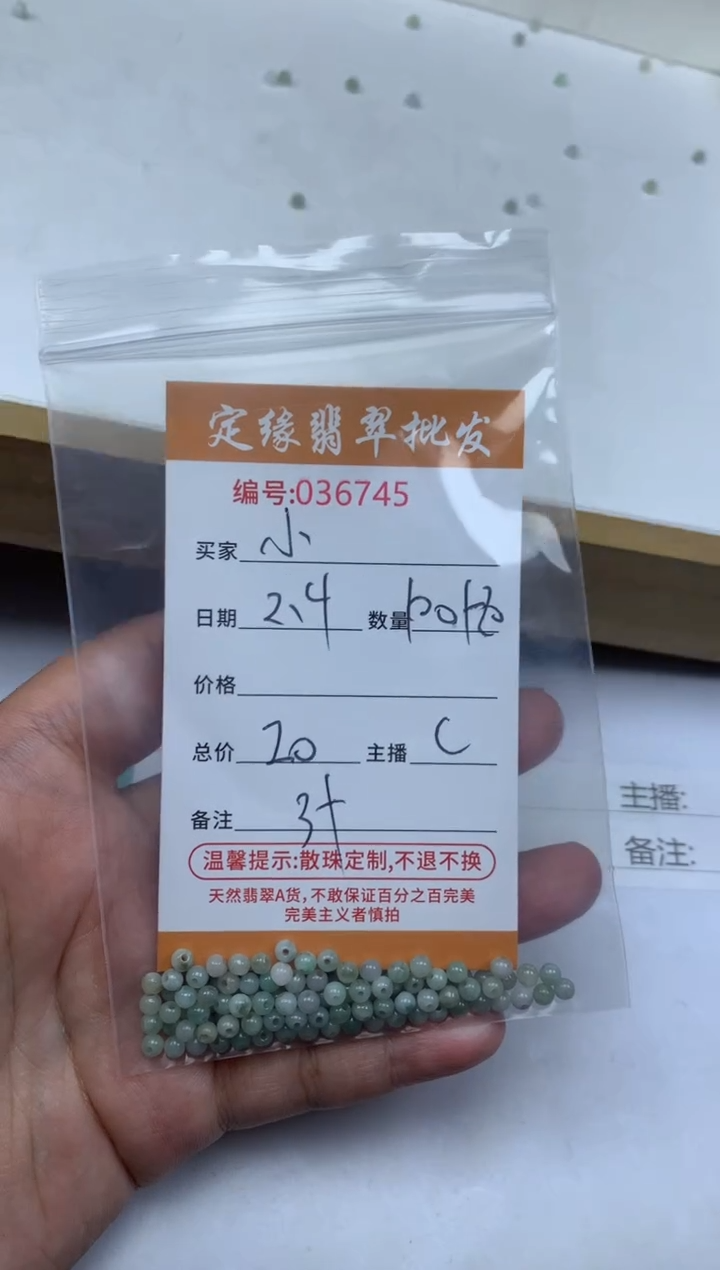 定缘翡翠批发
编号:036745
买家 小
日期 2.4 数量
价格
总价 20 主播 C
备注
温馨提示:散珠定制,不退不换
天然翡翠A货,不敢保证百分之百完美
完美主义者慎拍
主播:
备注: